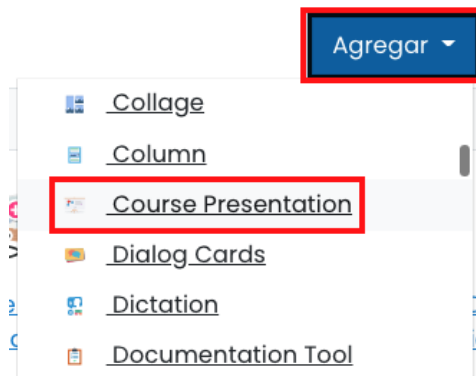 Agregar
Collage
Column
Course Presentation
Dialog Cards
Dictation
Documentation Tool